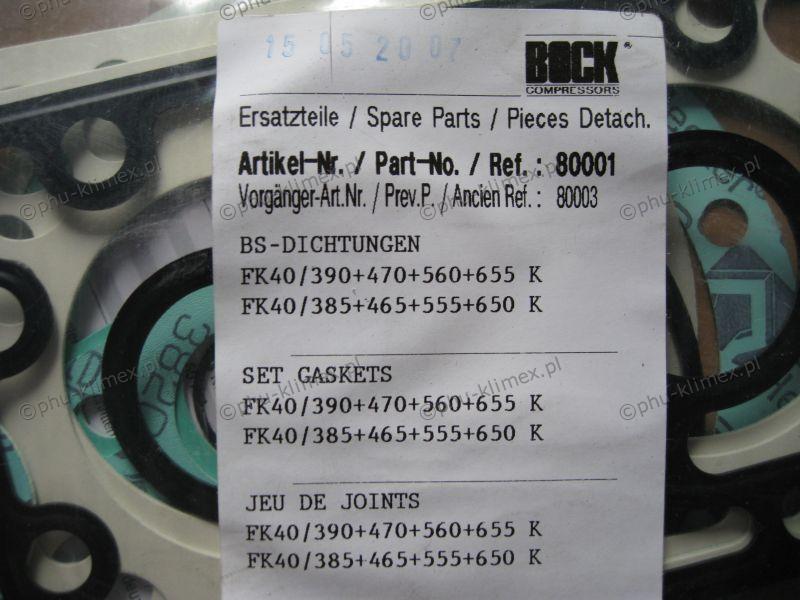 15 05 2007
BOCK®
COMPRESSORS
Ersatzteile / Spare Parts / Pieces Detach.
Artikel-Nr. / Part-No. / Ref. : 80001
Vorgänger-Art.Nr. / Prev.P. / Ancien Ref. : 80003
BS-DICHTUNGEN
FK40/390+470+560+655 K
FK40/385+465+555+650 K
SET GASKETS
FK40/390+470+560+655 K
FK40/385+465+555+650 K
JEU DE JOINTS
FK40/390+470+560+655 K
FK40/385+465+555+650 K
3820
©phu-klimex.pl